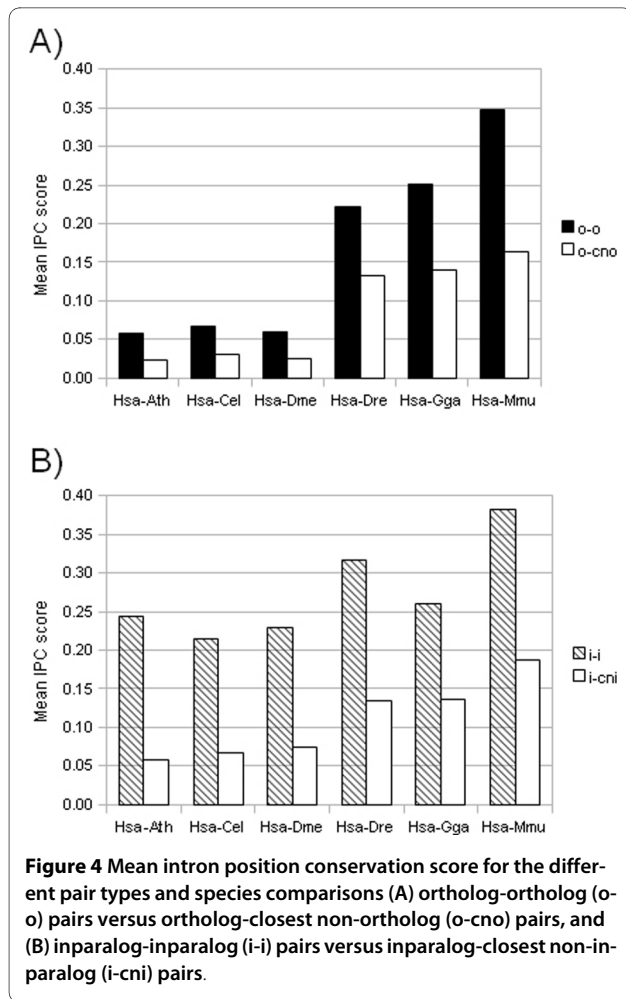 A)
0.40
0.35
0.30
0.25
0.20
0.15
0.10
0.05
0.00
Mean IPC score
Hsa-Ath Hsa-Cel Hsa-Dme Hsa-Dre Hsa-Gga Hsa-Mmu
o-o
o-cno
B)
0.40
0.35
0.30
0.25
0.20
0.15
0.10
0.05
0.00
Mean IPC score
Hsa-Ath Hsa-Cel Hsa-Dme Hsa-Dre Hsa-Gga Hsa-Mmu
i-i
i-cni
Figure 4 Mean intron position conservation score for the differ-
ent pair types and species comparisons (A) ortholog-ortholog (o-
o) pairs versus ortholog-closest non-ortholog (o-cno) pairs, and
(B) inparalog-inparalog (i-i) pairs versus inparalog-closest non-in-
paralog (i-cni) pairs.